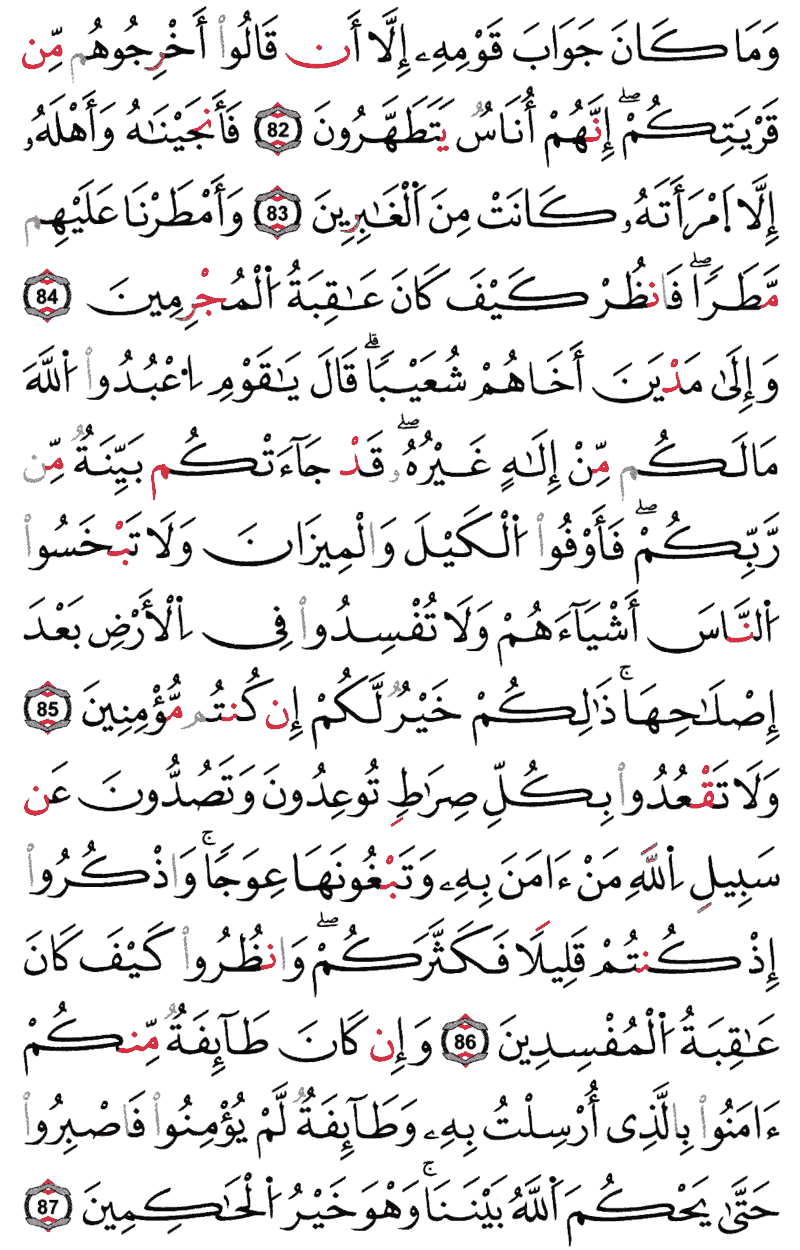 وَمَا كَانَ جَوَابَ قَوْمِهِۦ إِلَّا أَن قَالُوا۟ أَخْرِجُوهُم مِّن
قَرْيَتِكُمْ ۖ إِنَّهُمْ أُنَاسٌ يَتَطَهَّرُونَ 82 فَأَنجَيْنَـٰهُ وَأَهْلَهُۥ
إِلَّا ٱمْرَأَتَهُۥ كَانَتْ مِنَ ٱلْغَـٰبِرِينَ 83 وَأَمْطَرْنَا عَلَيْهِم
مَّطَرًا ۖ فَٱنظُرْ كَيْفَ كَانَ عَـٰقِبَةُ ٱلْمُجْرِمِينَ 84
وَإِلَىٰ مَدْيَنَ أَخَاهُمْ شُعَيْبًا ۗ قَالَ يَـٰقَوْمِ ٱعْبُدُوا۟ ٱللَّهَ
مَالَكُم مِّنْ إِلَـٰهٍ غَيْرُهُۥ ۖ قَدْ جَآءَتْكُم بَيِّنَةٌ مِّن
رَّبِّكُمْ ۖ فَأَوْفُوا۟ ٱلْكَيْلَ وَٱلْمِيزَانَ وَلَا تَبْخَسُوا۟
ٱلنَّاسَ أَشْيَآءَهُمْ وَلَا تُفْسِدُوا۟ فِى ٱلْأَرْضِ بَعْدَ
إِصْلَـٰحِهَا ۚ ذَٰلِكُمْ خَيْرٌ لَّكُمْ إِن كُنتُم مُّؤْمِنِينَ 85
وَلَا تَقْعُدُوا۟ بِكُلِّ صِرَٰطٍ تُوعِدُونَ وَتَصُدُّونَ عَن
سَبِيلِ ٱللَّهِ مَنْ ءَامَنَ بِهِۦ وَتَبْغُونَهَا عِوَجًا ۚ وَٱذْكُرُوا۟
إِذْ كُنتُمْ قَلِيلًا فَكَثَّرَكُمْ ۖ وَٱنظُرُوا۟ كَيْفَ كَانَ
عَـٰقِبَةُ ٱلْمُفْسِدِينَ 86 وَإِن كَانَ طَآئِفَةٌ مِّنكُمْ
ءَامَنُوا۟ بِٱلَّذِى أُرْسِلْتُ بِهِۦ وَطَآئِفَةٌ لَّمْ يُؤْمِنُوا۟ فَٱصْبِرُوا۟
حَتَّىٰ يَحْكُمَ ٱللَّهُ بَيْنَنَا ۚ وَهْوَ خَيْرُ ٱلْحَـٰكِمِينَ 87